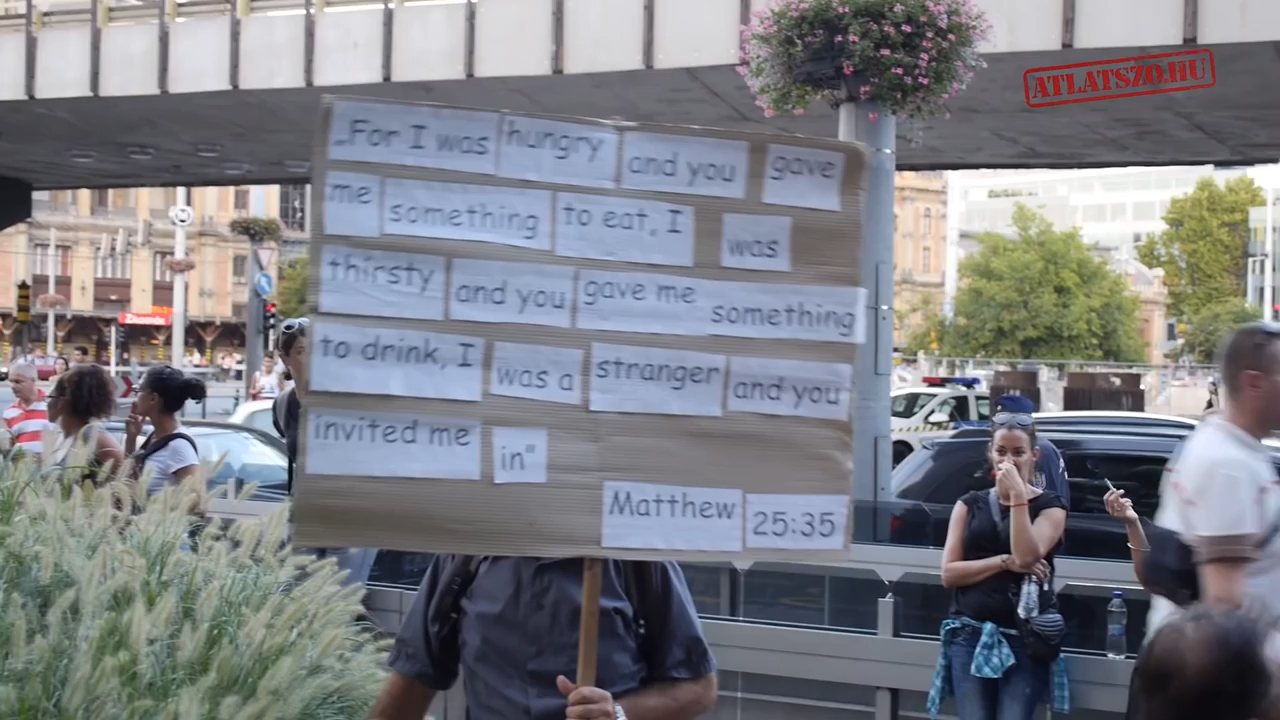 ATLATSZO.HU
„For I was hungry and you gave
me something to eat, I was
thirsty and you gave me something
to drink, I was a stranger and you
invited me in"
Matthew 25:35